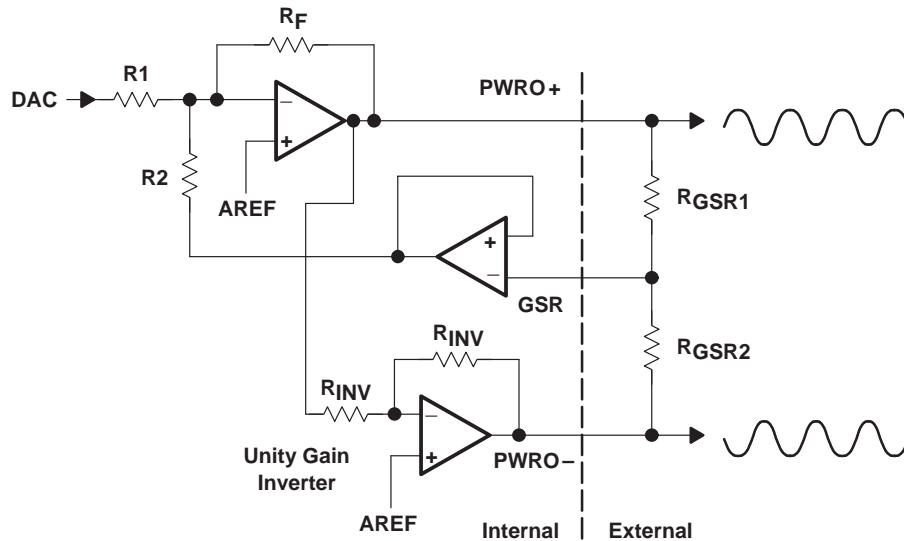 RF
R1
PWRO+
DAC
−
+
R2
RGSR1
AREF
+
−
GSR
RINV
RGSR2
RINV
−
Unity Gain
Inverter
+
PWRO−
AREF
Internal
External